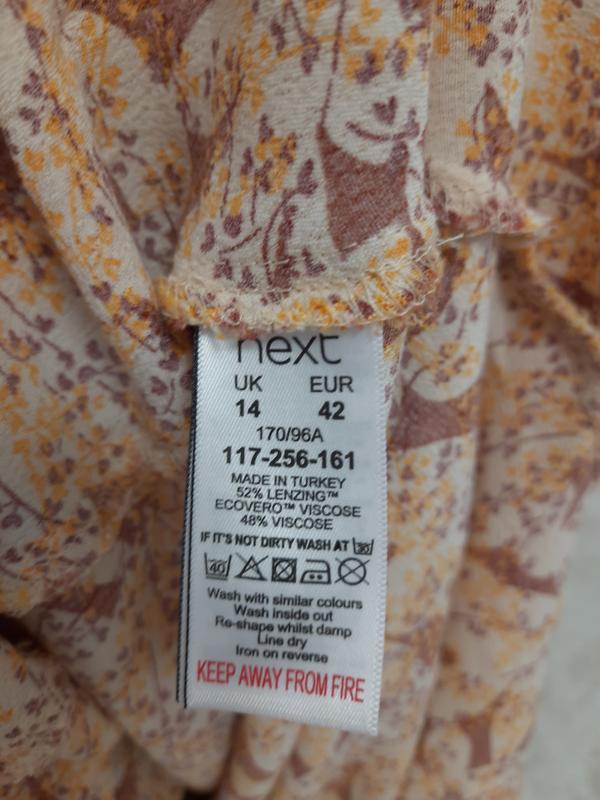 next
UK EUR
14 42
170/96A
117-256-161
MADE IN TURKEY
52% LENZING™
ECOVERO™ VISCOSE
48% VISCOSE
IF IT'S NOT DIRTY WASH AT 30
40
Wash with similar colours
Wash inside out
Re-shape whilst damp
Line dry
Iron on reverse
KEEP AWAY FROM FIRE